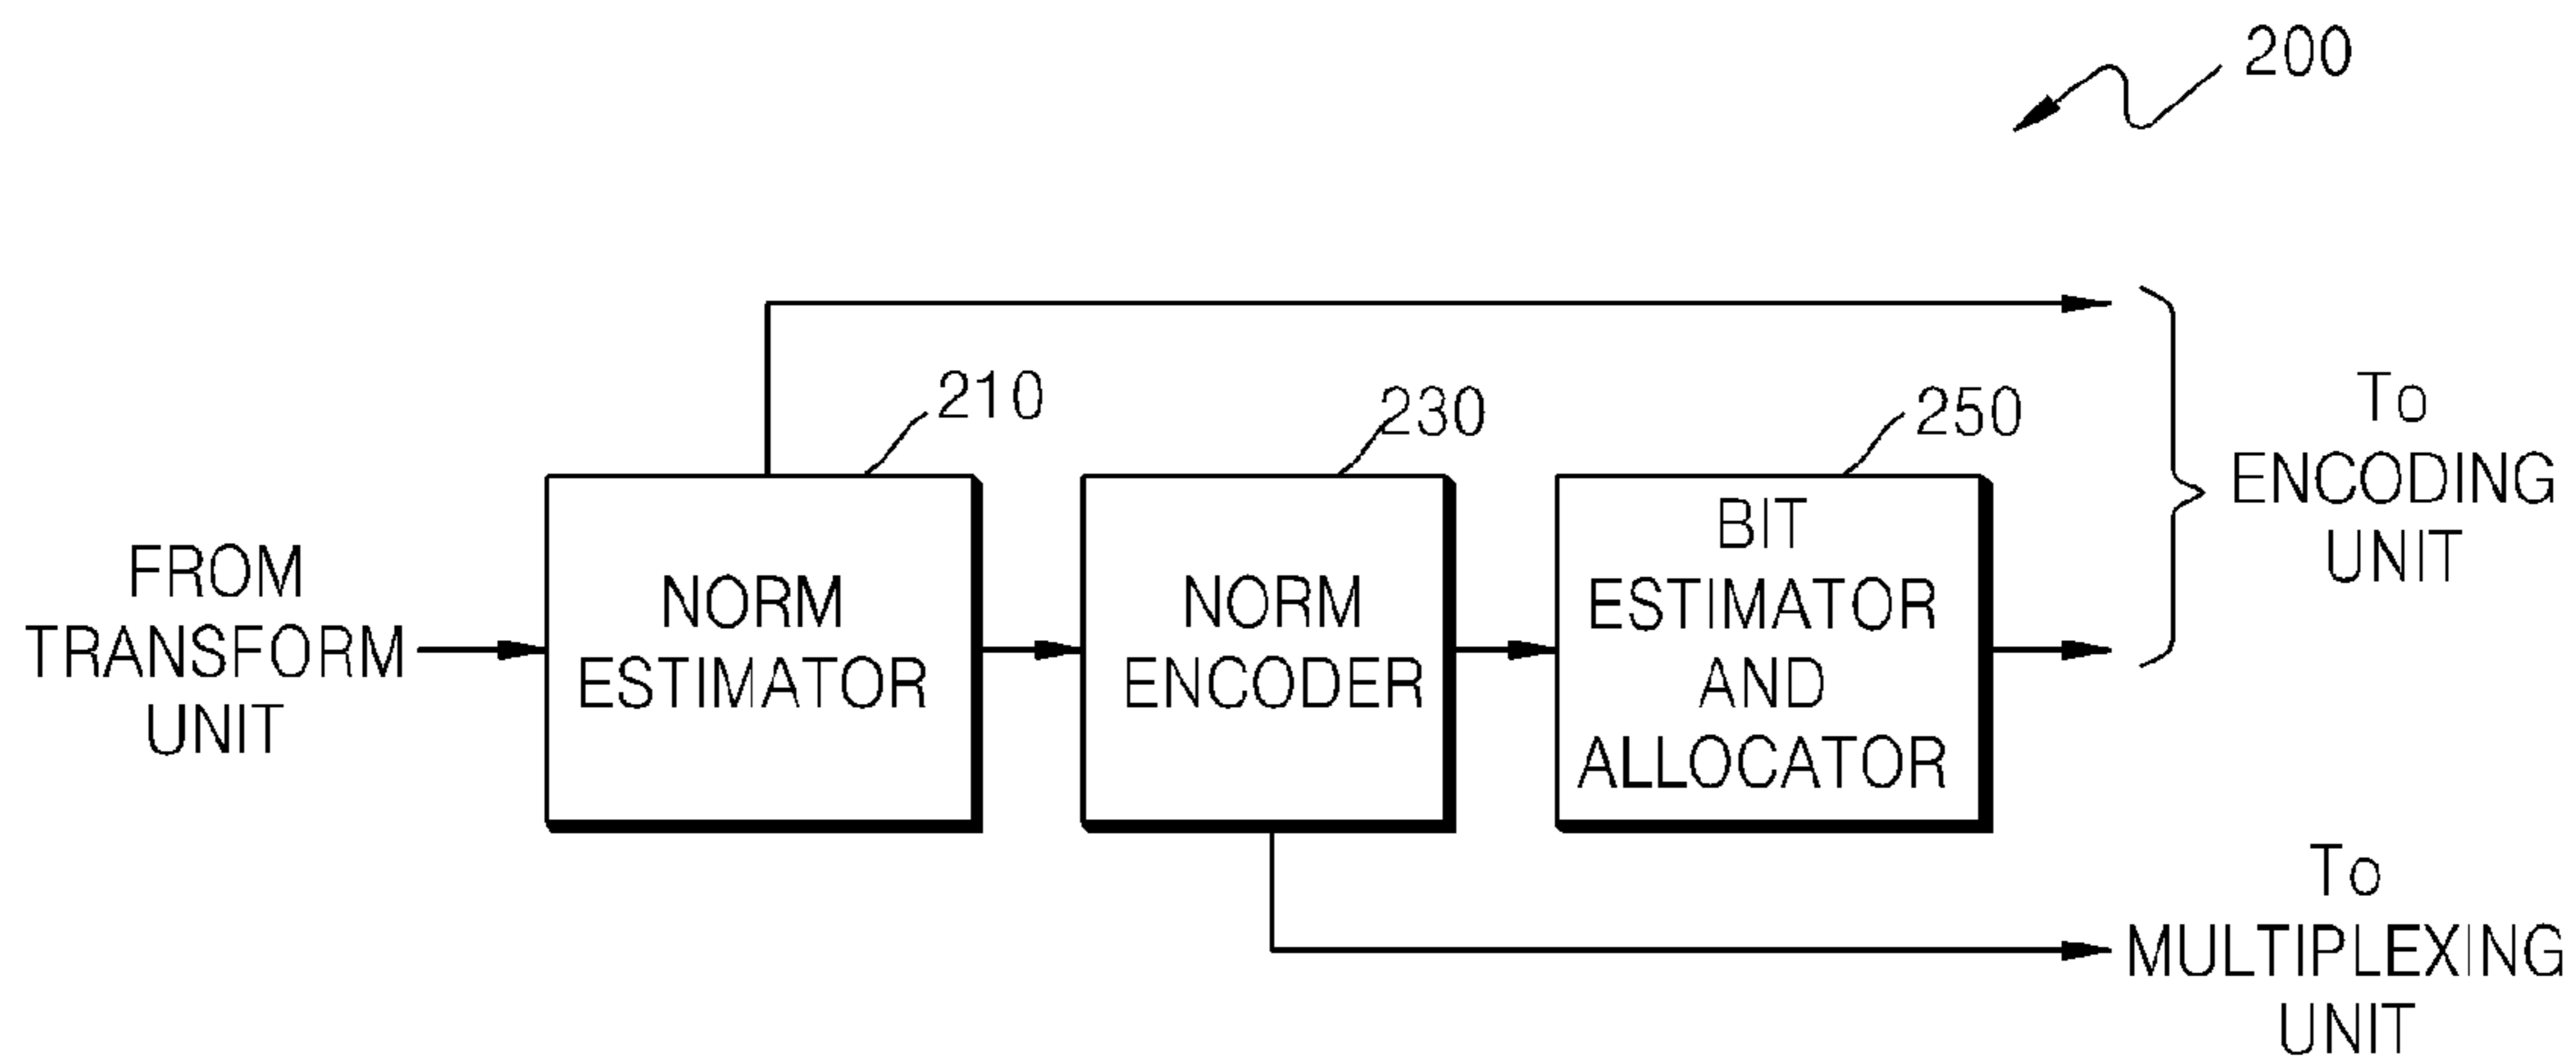 200
210
230
250
To
ENCODING
UNIT
FROM
TRANSFORM
UNIT
NORM
ESTIMATOR
NORM
ENCODER
BIT
ESTIMATOR
AND
ALLOCATOR
To
MULTIPLEXING
UNIT